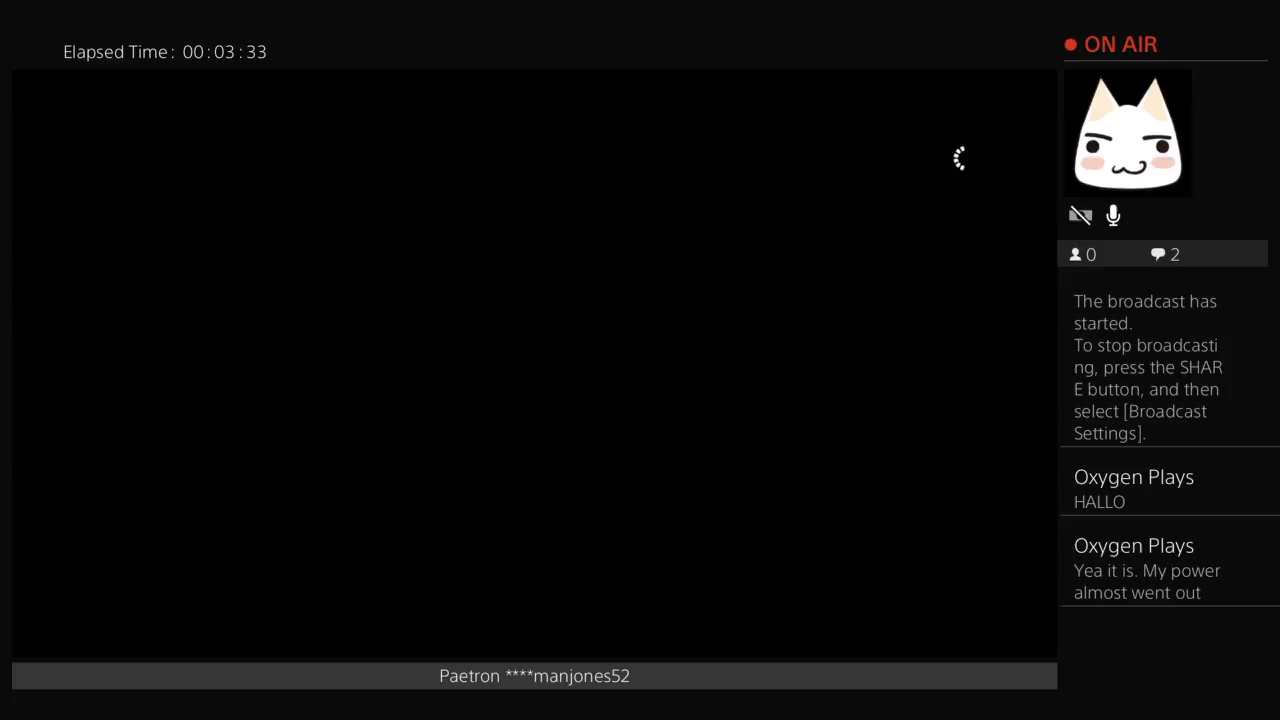 Elapsed Time: 00:03:33
ON AIR
0 2
The broadcast has
started.
To stop broadcasti
ng, press the SHAR
E button, and then
select [Broadcast
Settings].
Oxygen Plays
HALLO
Oxygen Plays
Yea it is. My power
almost went out
Paetron ****manjones52